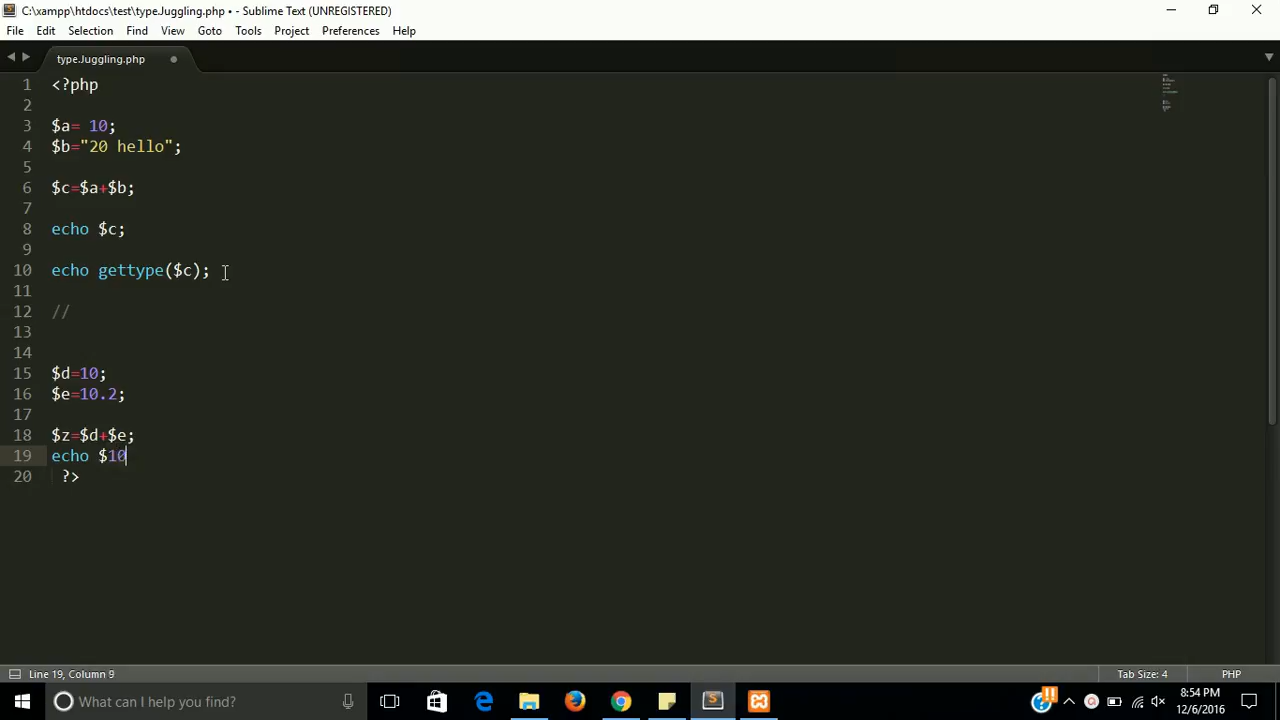 C:\xampp\htdocs\test\type.Juggling.php • - Sublime Text (UNREGISTERED)
File Edit Selection Find View Goto Tools Project Preferences Help
type.Juggling.php
1 <?php
2
3 $a= 10;
4 $b="20 hello";
5
6 $c=$a+$b;
7
8 echo $c;
9
10 echo gettype($c);
11
12 //
13
14
15 $d=10;
16 $e=10.2;
17
18 $z=$d+$e;
19 echo $10
20 ?>
Line 19, Column 9 Tab Size: 4 PHP
What can I help you find? 8:54 PM
12/6/2016